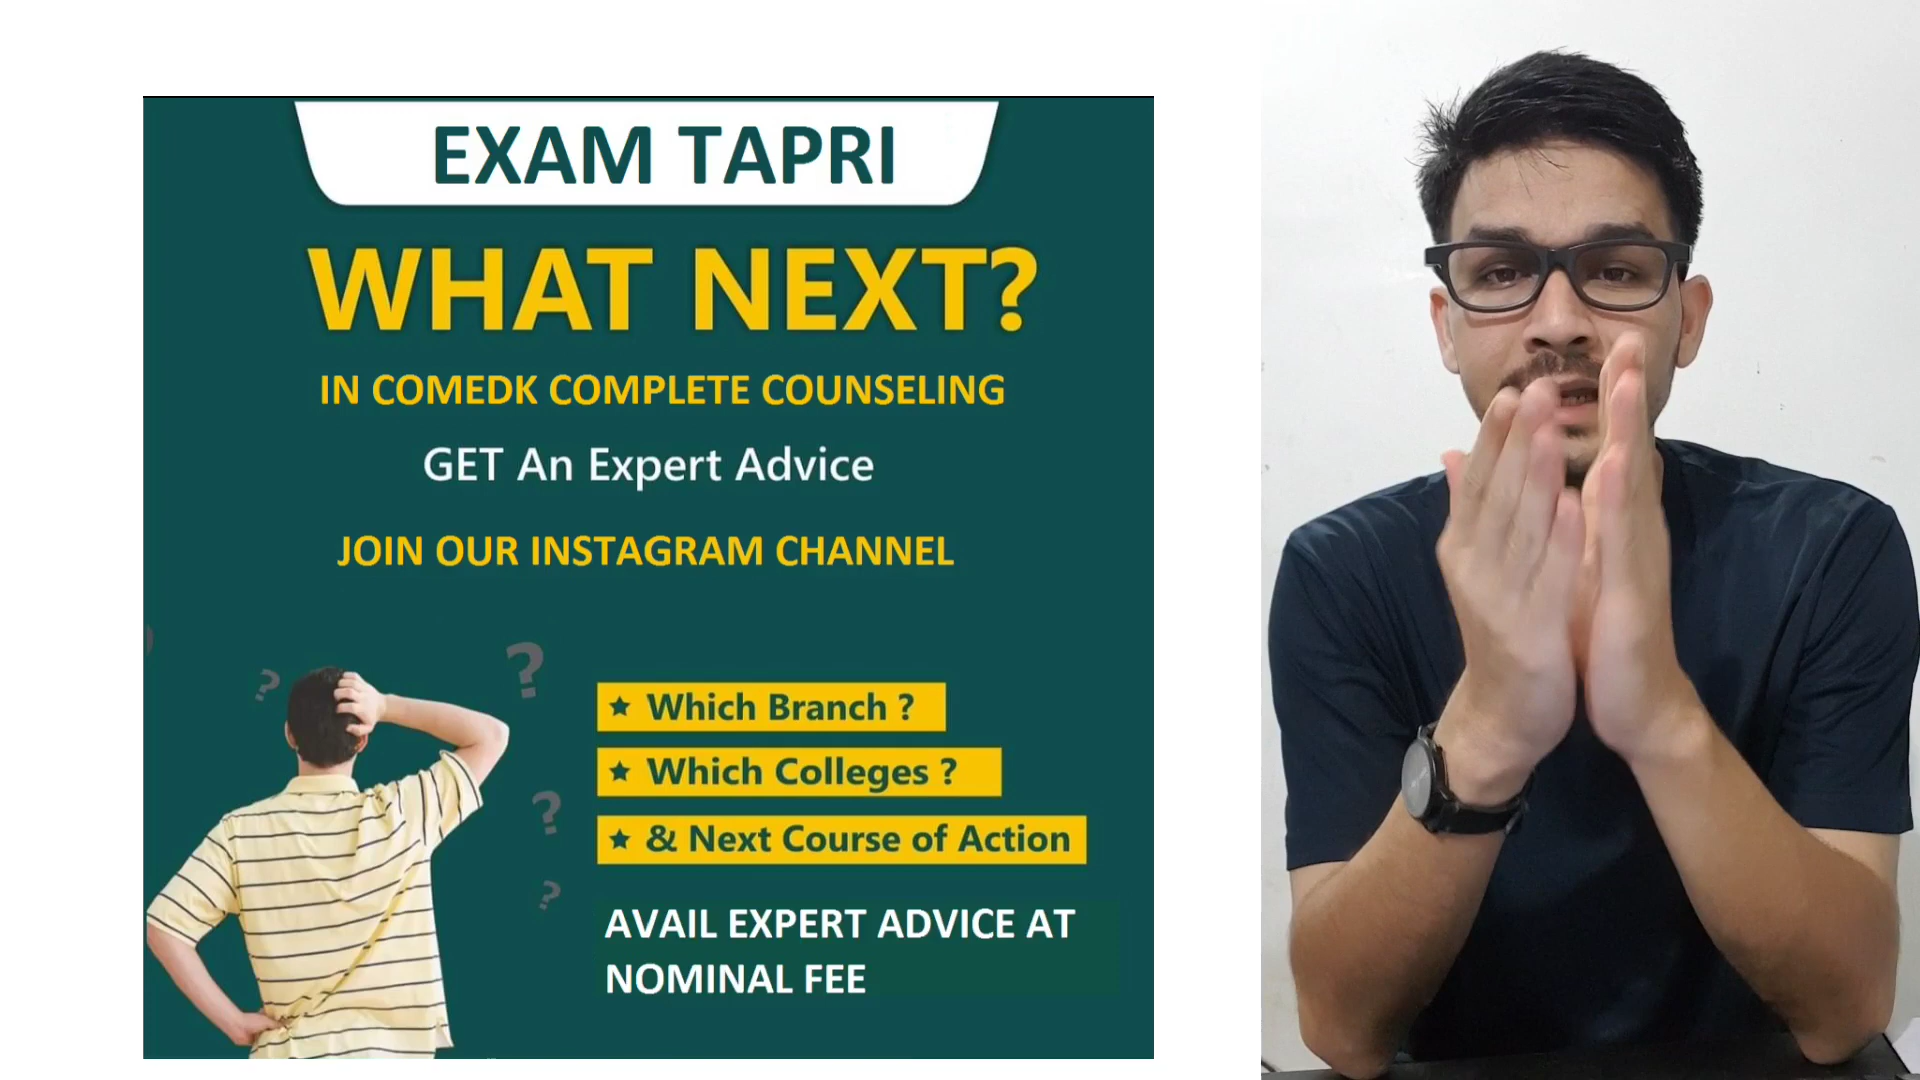 EXAM TAPRI
WHAT NEXT?
IN COMEDK COMPLETE COUNSELING
GET An Expert Advice
JOIN OUR INSTAGRAM CHANNEL
? ? ? ?
★ Which Branch ?
★ Which Colleges ?
★ & Next Course of Action
AVAIL EXPERT ADVICE AT
NOMINAL FEE